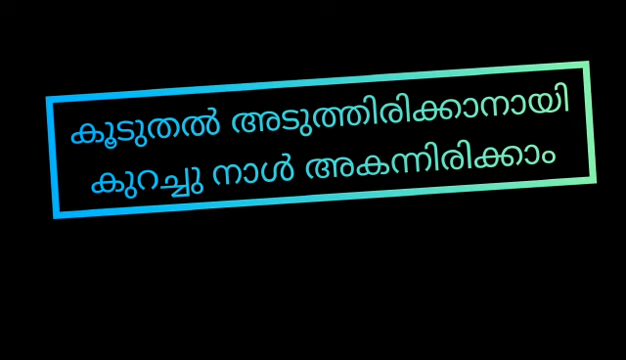 കൂടുതൽ അടുത്തിരിക്കാനായി
കുറച്ചു നാൾ അകന്നിരിക്കാം